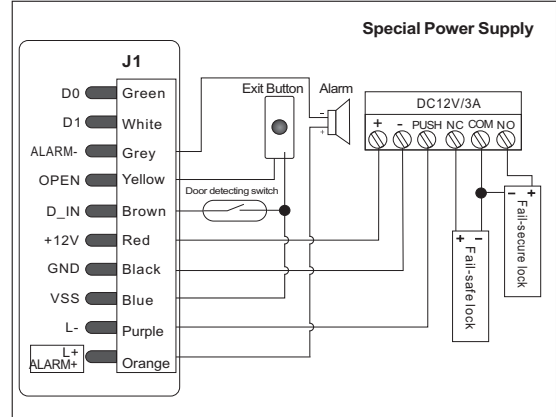 Special Power Supply
J1
D0 Green
D1 White
ALARM- Grey
OPEN Yellow
D_IN Brown
+12V Red
GND Black
VSS Blue
L- Purple
L+
ALARM+ Orange
Exit Button
Alarm
-
+
Door detecting switch
DC12V/3A
+ - PUSH NC COM NO
+ -
Fail-safe lock
- +
Fail-secure lock